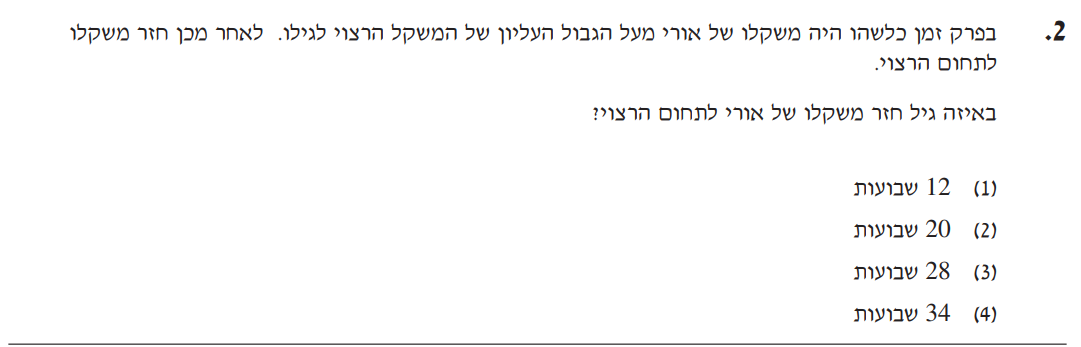 2. בפרק זמן כלשהו היה משקלו של אורי מעל הגבול העליון של המשקל הרצוי לגילו. לאחר מכן חזר משקלו
לתחום הרצוי.
באיזה גיל חזר משקלו של אורי לתחום הרצוי?
(1) 12 שבועות
(2) 20 שבועות
(3) 28 שבועות
(4) 34 שבועות